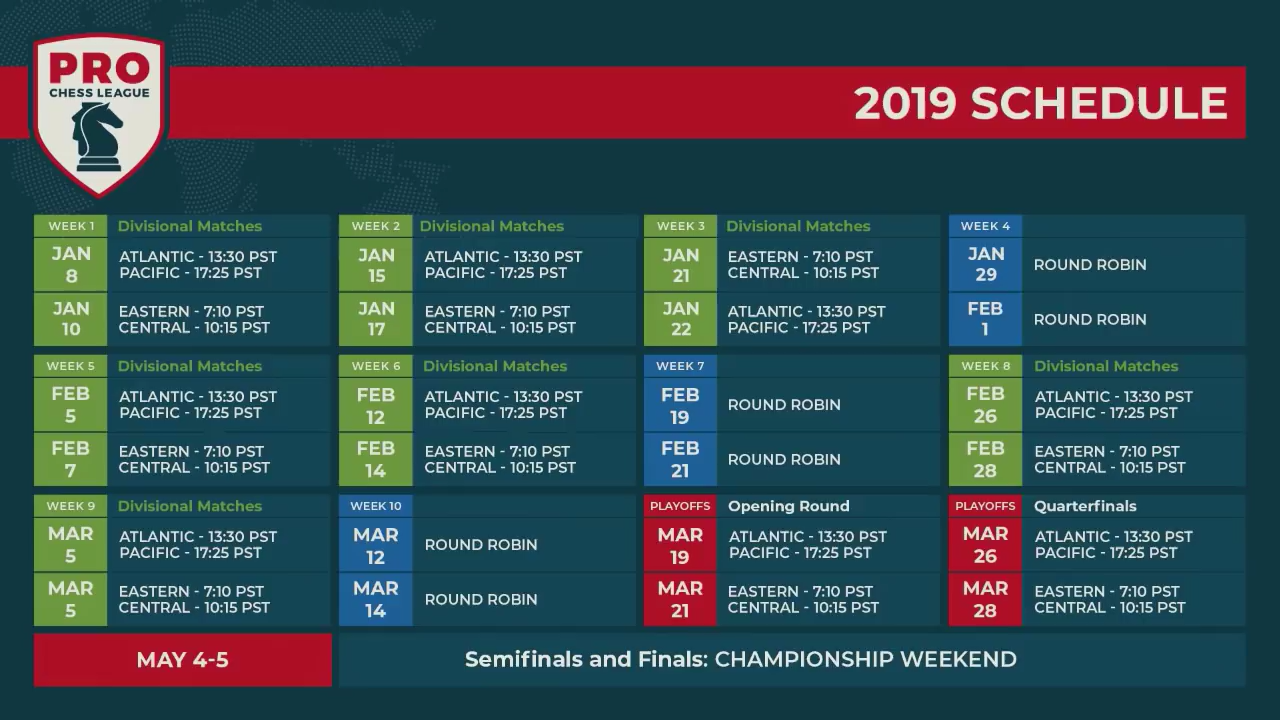 PRO
CHESS LEAGUE
2019 SCHEDULE
WEEK 1 Divisional Matches
JAN 8
ATLANTIC - 13:30 PST
PACIFIC - 17:25 PST
JAN 10
EASTERN - 7:10 PST
CENTRAL - 10:15 PST
WEEK 2 Divisional Matches
JAN 15
ATLANTIC - 13:30 PST
PACIFIC - 17:25 PST
JAN 17
EASTERN - 7:10 PST
CENTRAL - 10:15 PST
WEEK 3 Divisional Matches
JAN 21
EASTERN - 7:10 PST
CENTRAL - 10:15 PST
JAN 22
ATLANTIC - 13:30 PST
PACIFIC - 17:25 PST
WEEK 4
JAN 29
ROUND ROBIN
FEB 1
ROUND ROBIN
WEEK 5 Divisional Matches
FEB 5
ATLANTIC - 13:30 PST
PACIFIC - 17:25 PST
FEB 7
EASTERN - 7:10 PST
CENTRAL - 10:15 PST
WEEK 6 Divisional Matches
FEB 12
ATLANTIC - 13:30 PST
PACIFIC - 17:25 PST
FEB 14
EASTERN - 7:10 PST
CENTRAL - 10:15 PST
WEEK 7
FEB 19
ROUND ROBIN
FEB 21
ROUND ROBIN
WEEK 8 Divisional Matches
FEB 26
ATLANTIC - 13:30 PST
PACIFIC - 17:25 PST
FEB 28
EASTERN - 7:10 PST
CENTRAL - 10:15 PST
WEEK 9 Divisional Matches
MAR 5
ATLANTIC - 13:30 PST
PACIFIC - 17:25 PST
MAR 5
EASTERN - 7:10 PST
CENTRAL - 10:15 PST
WEEK 10
MAR 12
ROUND ROBIN
MAR 14
ROUND ROBIN
PLAYOFFS Opening Round
MAR 19
ATLANTIC - 13:30 PST
PACIFIC - 17:25 PST
MAR 21
EASTERN - 7:10 PST
CENTRAL - 10:15 PST
PLAYOFFS Quarterfinals
MAR 26
ATLANTIC - 13:30 PST
PACIFIC - 17:25 PST
MAR 28
EASTERN - 7:10 PST
CENTRAL - 10:15 PST
MAY 4-5
Semifinals and Finals: CHAMPIONSHIP WEEKEND